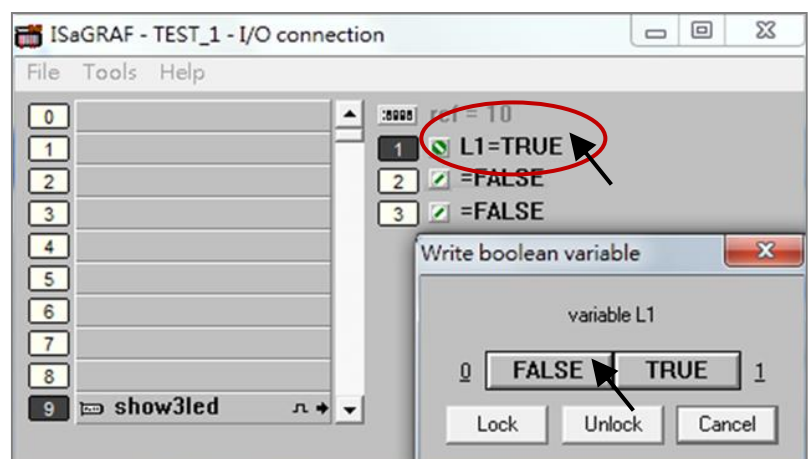 ISaGRAF - TEST_1 - I/O connection
File Tools Help
0
1
2
3
4
5
6
7
8
9 show3led
ref = 10
1 L1=TRUE
2 =FALSE
3 =FALSE
Write boolean variable
variable L1
0 FALSE TRUE 1
Lock Unlock Cancel